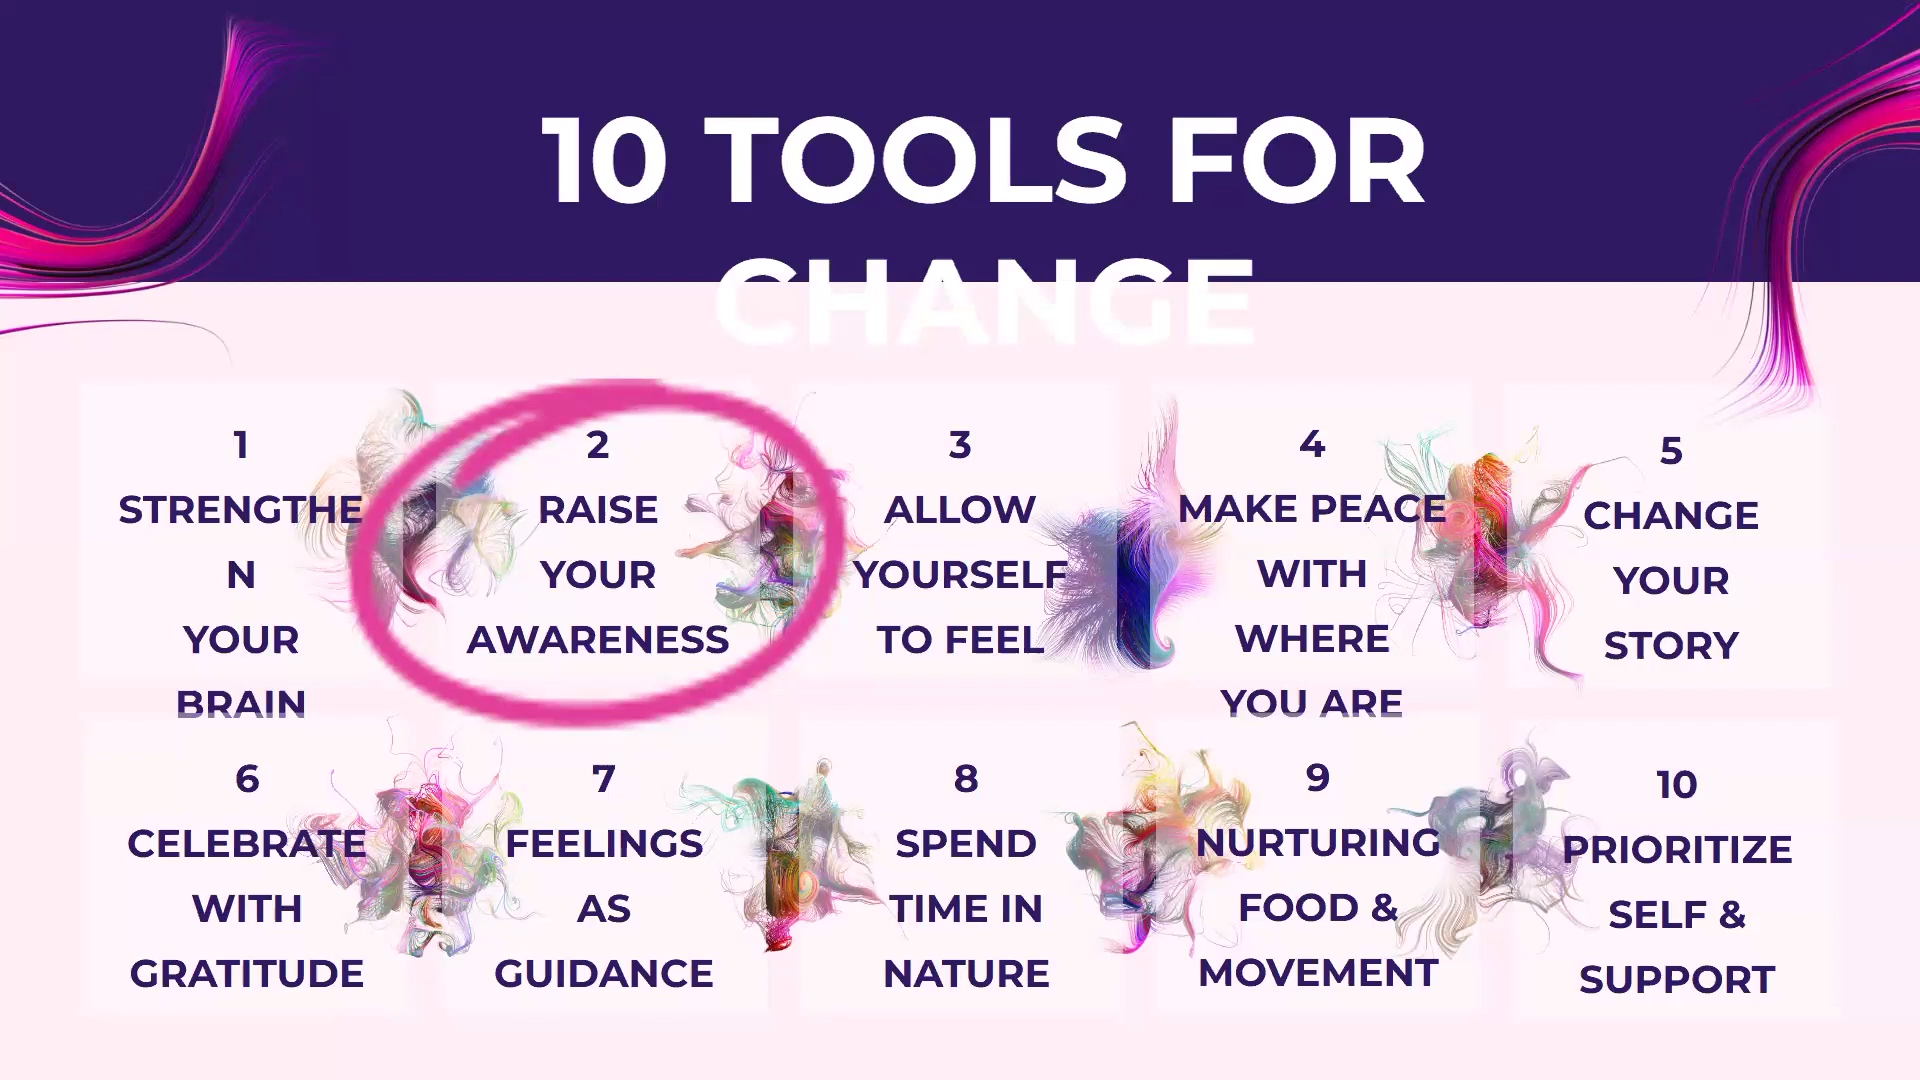 10 TOOLS FOR
CHANGE
1
STRENGTHE
N
YOUR
BRAIN
2
RAISE
YOUR
AWARENESS
3
ALLOW
YOURSELF
TO FEEL
4
MAKE PEACE
WITH
WHERE
YOU ARE
5
CHANGE
YOUR
STORY
6
CELEBRATE
WITH
GRATITUDE
7
FEELINGS
AS
GUIDANCE
8
SPEND
TIME IN
NATURE
9
NURTURING
FOOD &
MOVEMENT
10
PRIORITIZE
SELF &
SUPPORT